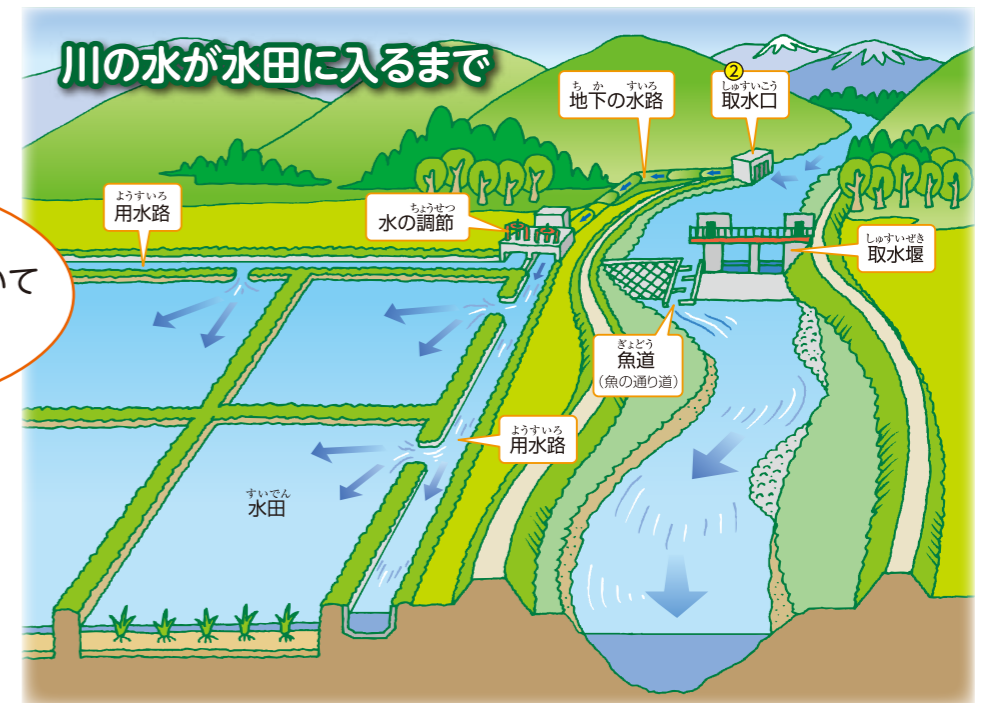 川の水が水田に入るまで
ちかすいろ
地下の水路
②
しゅすいこう
取水口
ようすいろ
用水路
ちょうせつ
水の調節
しゅすいぜき
取水堰
いて
ぎょどう
魚道
(魚の通り道)
ようすいろ
用水路
すいでん
水田